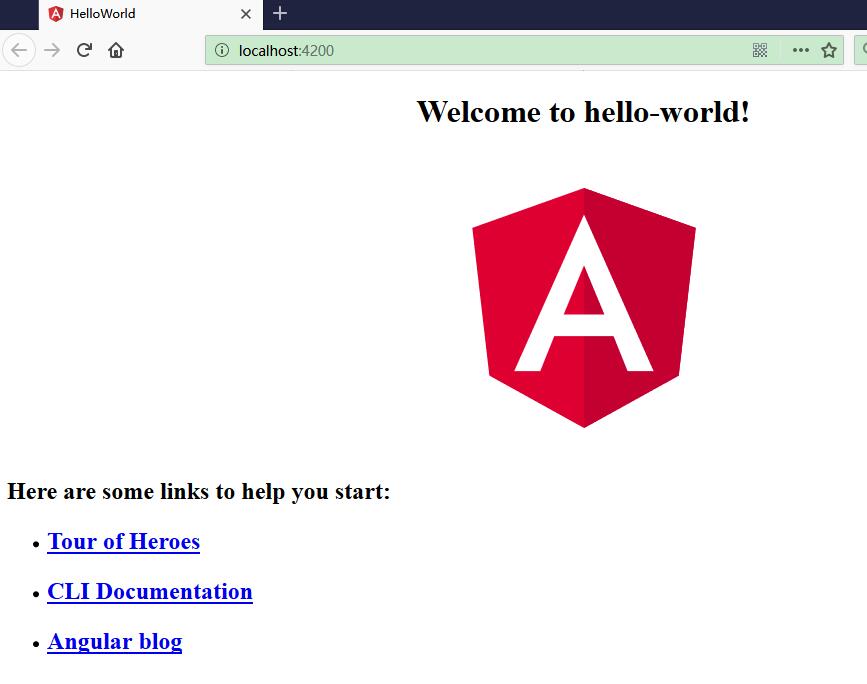 HelloWorld
localhost:4200
Welcome to hello-world!
A
Here are some links to help you start:
Tour of Heroes
CLI Documentation
Angular blog